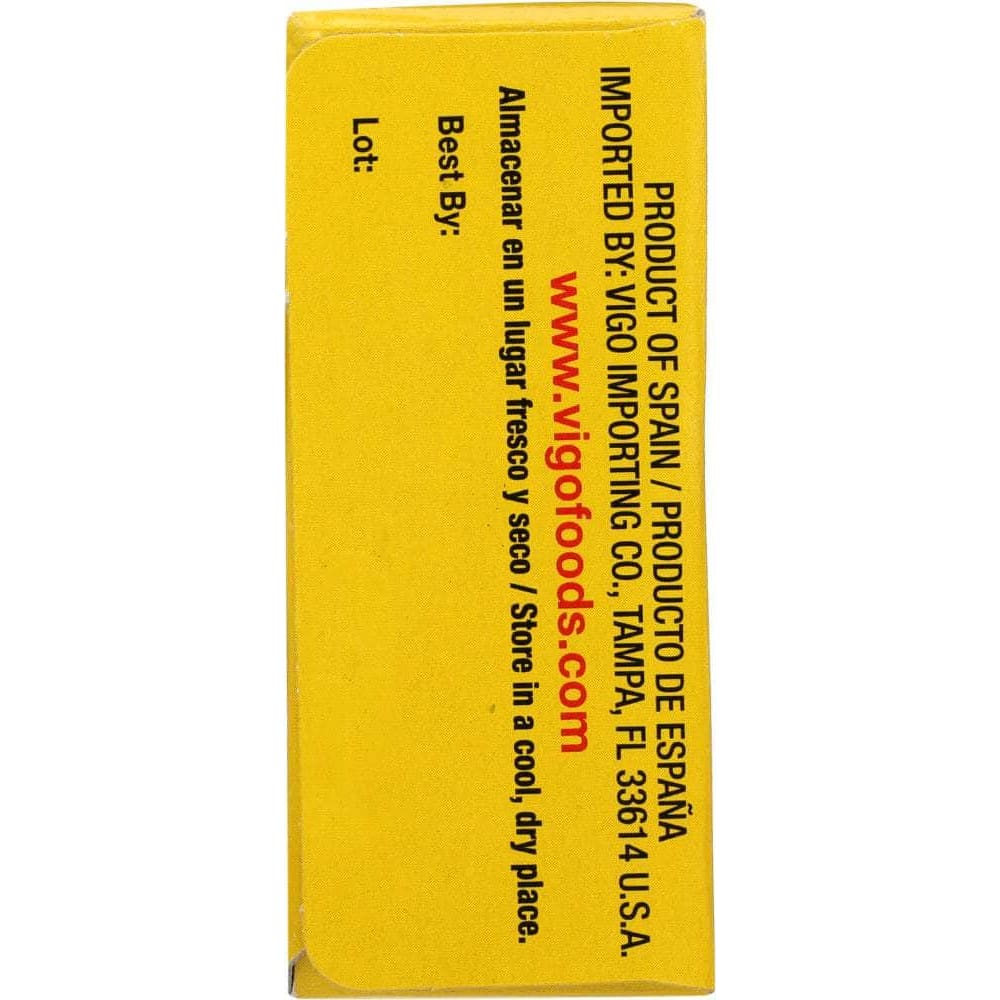 PRODUCT OF SPAIN / PRODUCTO DE ESPAÑA
IMPORTED BY: VIGO IMPORTING CO., TAMPA, FL 33614 U.S.A.
www.vigofoods.com
Almacenar en un lugar fresco y seco / Store in a cool, dry place.
Best By:
Lot: